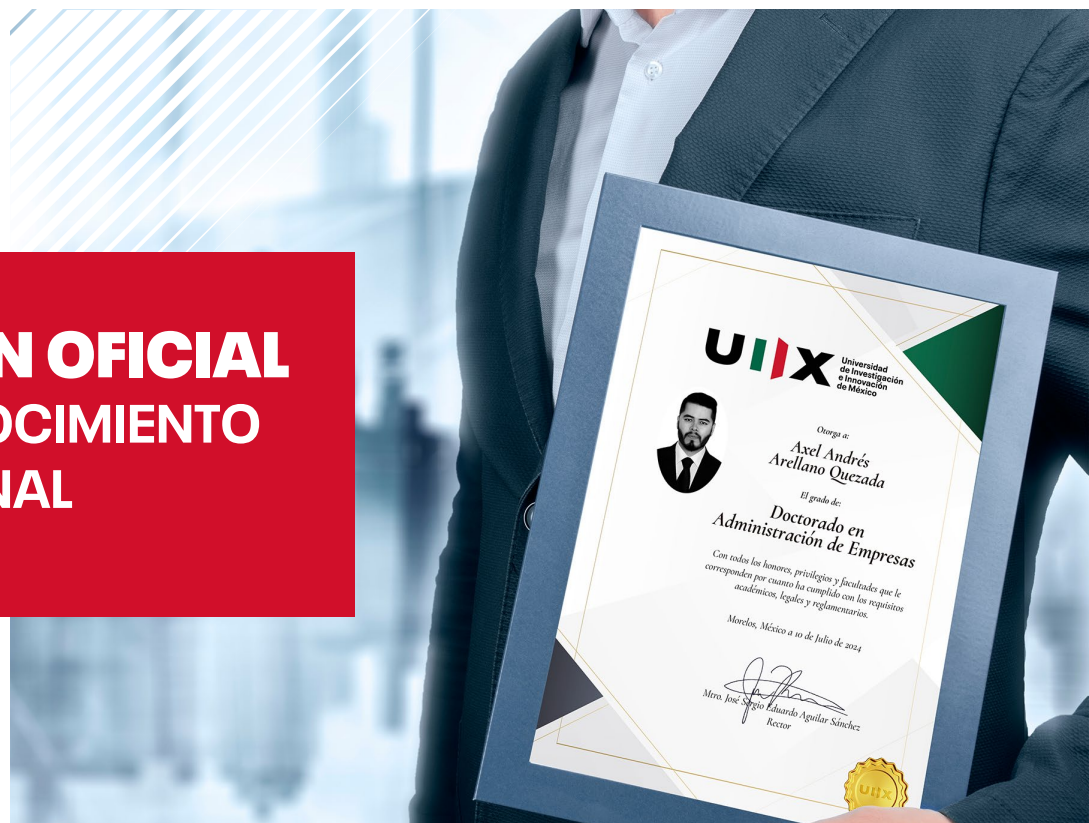 N OFICIAL
OCIMIENTO
NAL
UIIX
Universidad
de Investigación
e Innovación
de México
Otorga a:
Axel Andrés
Arellano Quezada
El grado de:
Doctorado en
Administración de Empresas
Con todos los honores, privilegios y facultades que le
corresponden por cuanto ha cumplido con los requisitos
académicos, legales y reglamentarios.
Morelos, México a 10 de Julio de 2024
Mtro. José Sergio Eduardo Aguilar Sánchez
Rector
UIIX